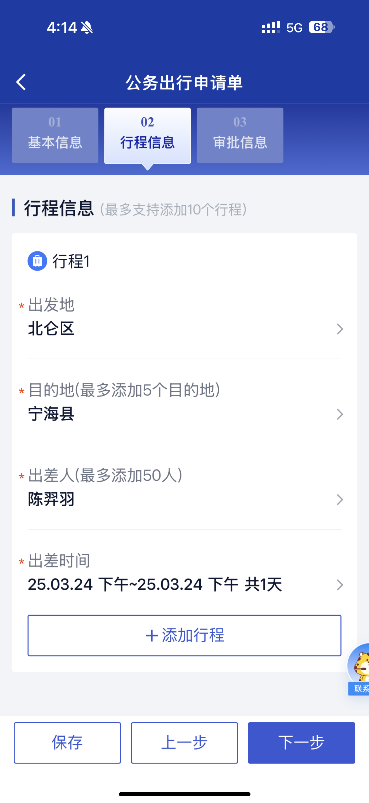 4:14
5G 68
公务出行申请单
01
基本信息
02
行程信息
03
审批信息
行程信息 (最多支持添加10个行程)
行程1
* 出发地
北仑区
* 目的地(最多添加5个目的地)
宁海县
* 出差人(最多添加50人)
陈羿羽
* 出差时间
25.03.24 下午~25.03.24 下午 共1天
+ 添加行程
联系
保存
上一步
下一步